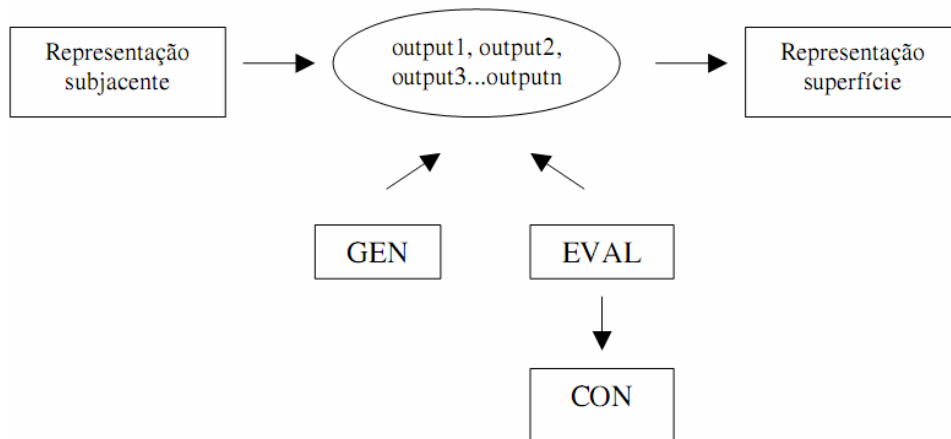 Representação
subjacente
output1, output2,
output3...outputn
Representação
superfície
GEN
EVAL
CON